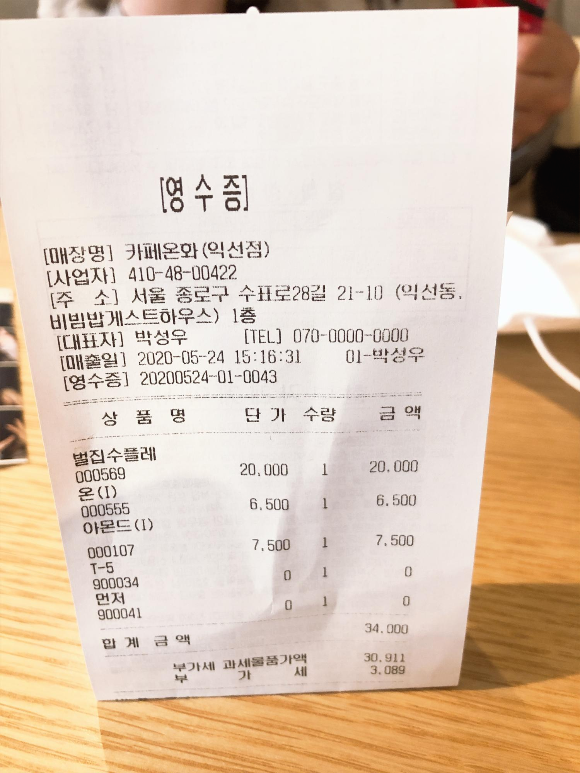 [영 수 증]
[매장명] 카페온화(익선점)
[사업자] 410-48-00422
[주 소] 서울 종로구 수표로28길 21-10 (익선동,
비빔밥게스트하우스) 1층
[대표자] 박성우 [TEL] 070-0000-0000
[매출일] 2020-05-24 15:16:31 01-박성우
[영수증] 20200524-01-0043
상 품 명 단 가 수량 금 액
벌집수플레
000569 20,000 1 20,000
온(I)
000555 6,500 1 6,500
아몬드(I)
000107 7,500 1 7,500
T-5
900034 0 1 0
먼저
900041 0 1 0
합 계 금 액 34,000
부가세 과세물품가액 30,911
부 가 세 3,089